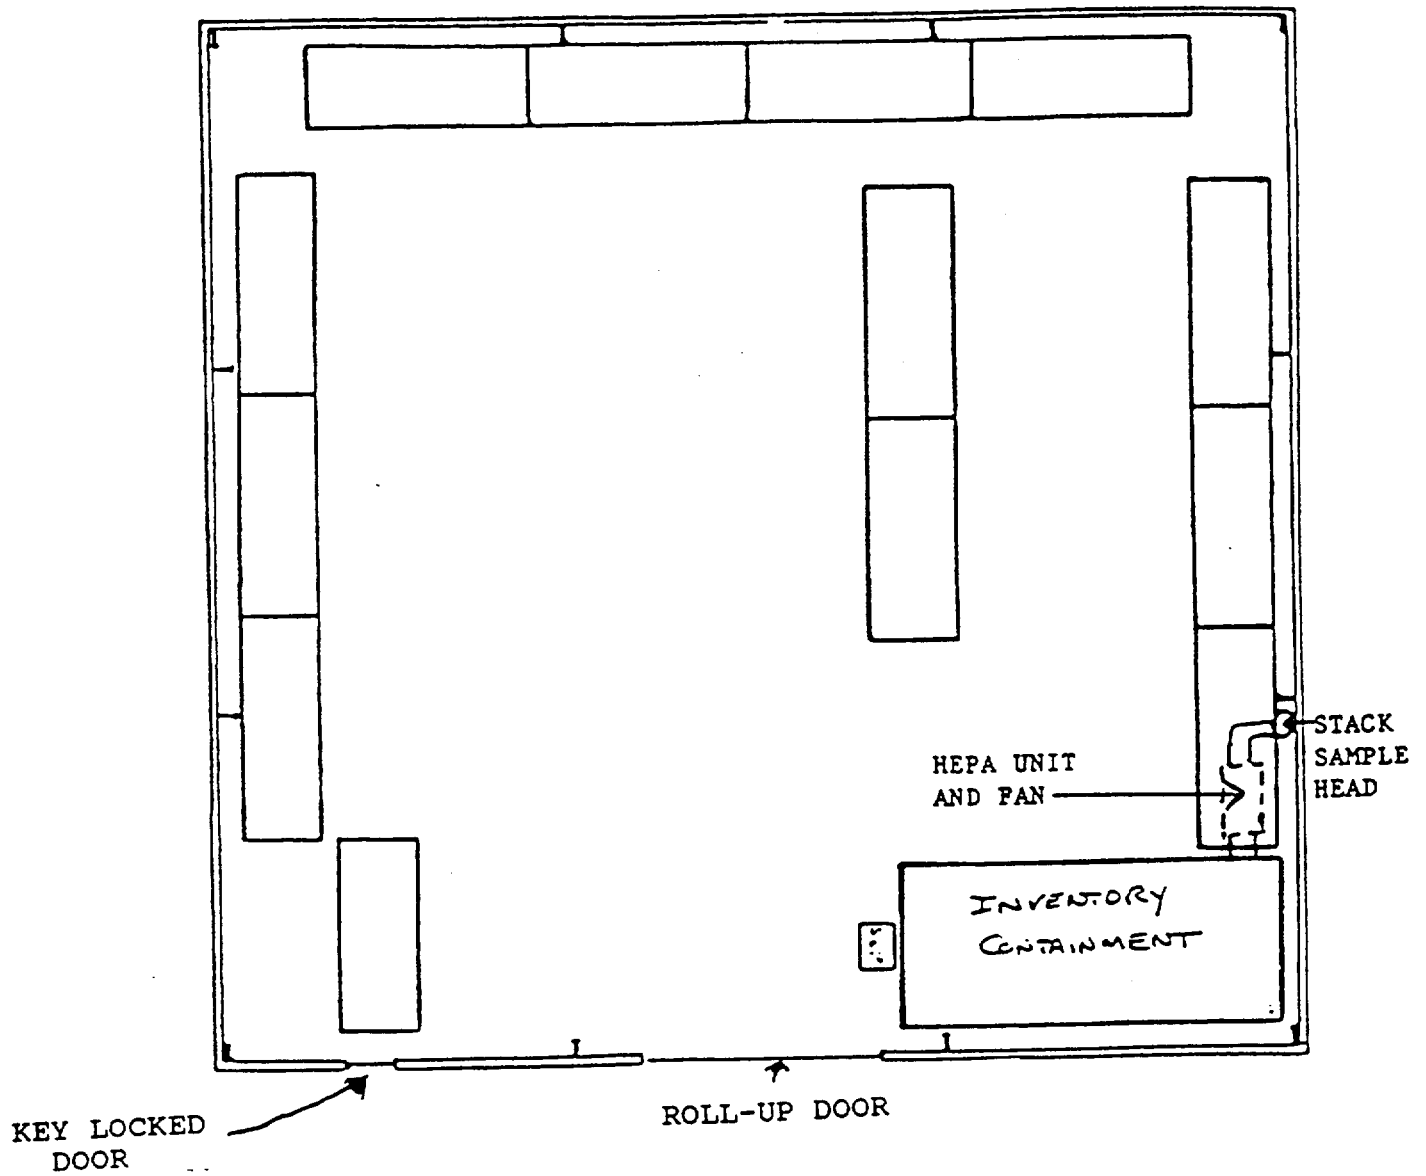 STACK
SAMPLE
HEAD
HEPA UNIT
AND FAN
INVENTORY
CONTAINMENT
ROLL-UP DOOR
KEY LOCKED
DOOR